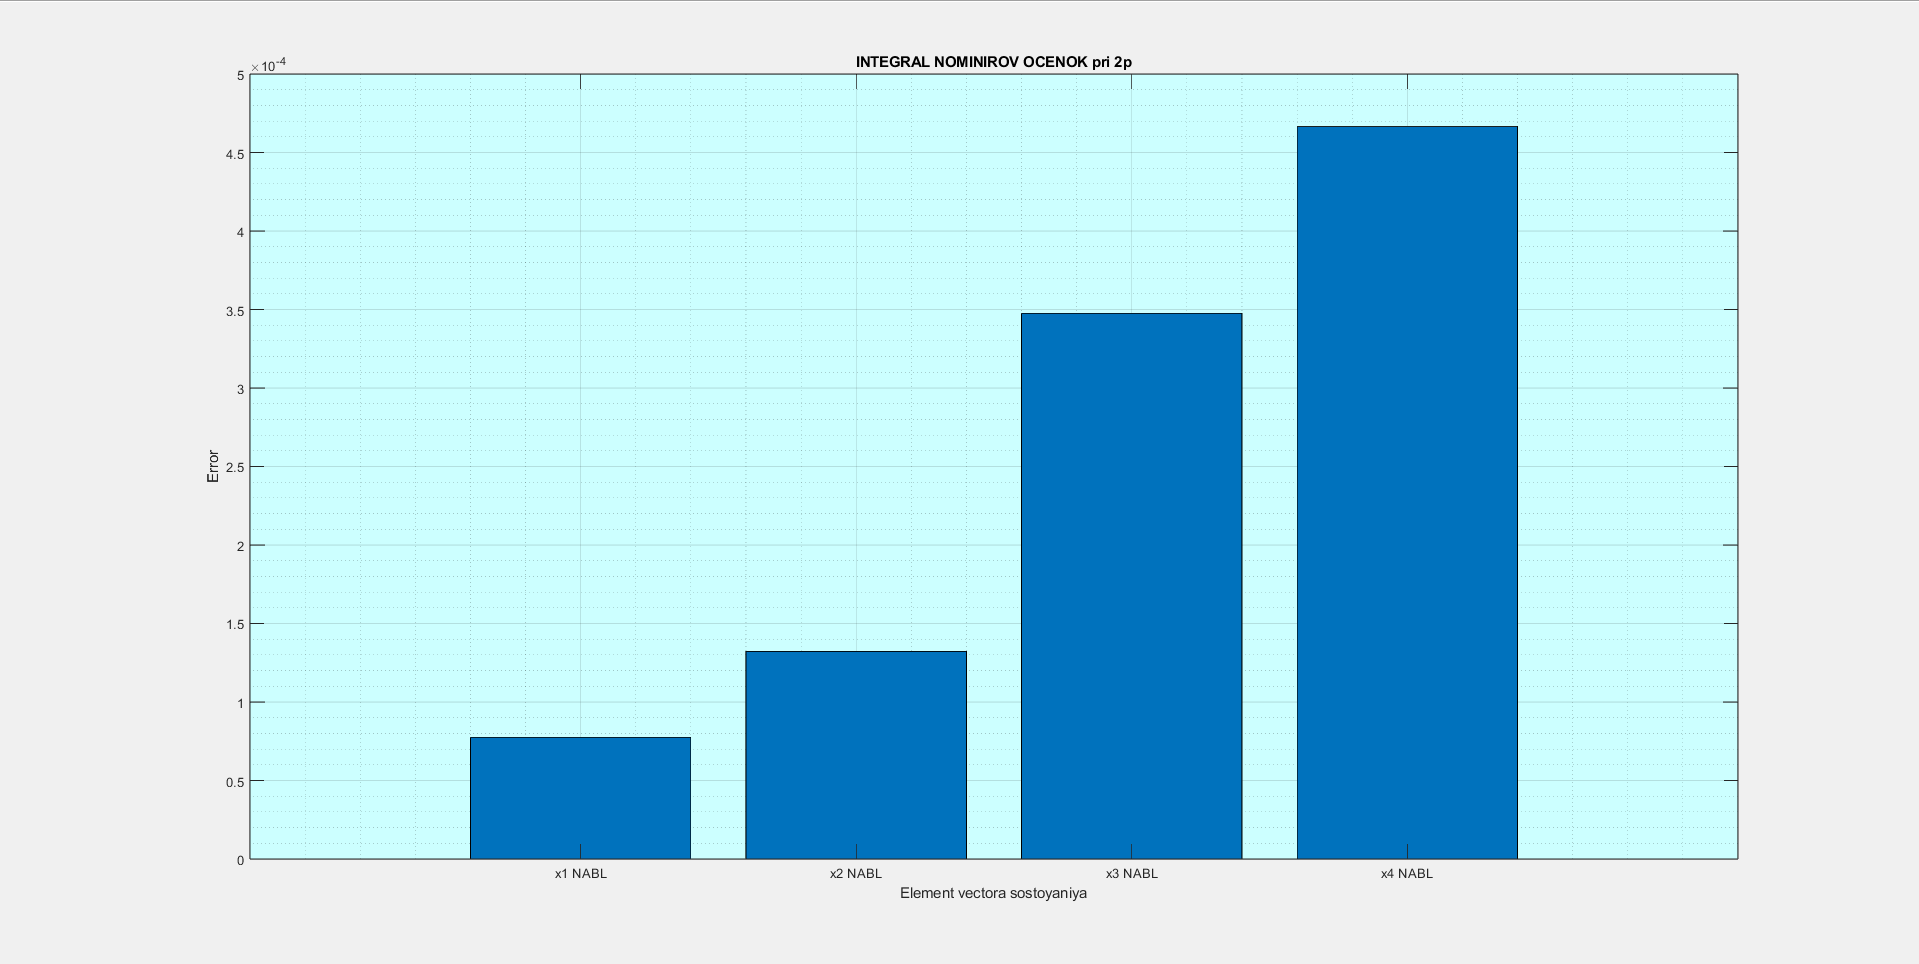 INTEGRAL NOMINIROV OCENOK pri 2p
×10-4
5
4.5
4
3.5
3
2.5
2
1.5
1
0.5
0
Error
x1 NABL
x2 NABL
x3 NABL
x4 NABL
Element vectora sostoyaniya